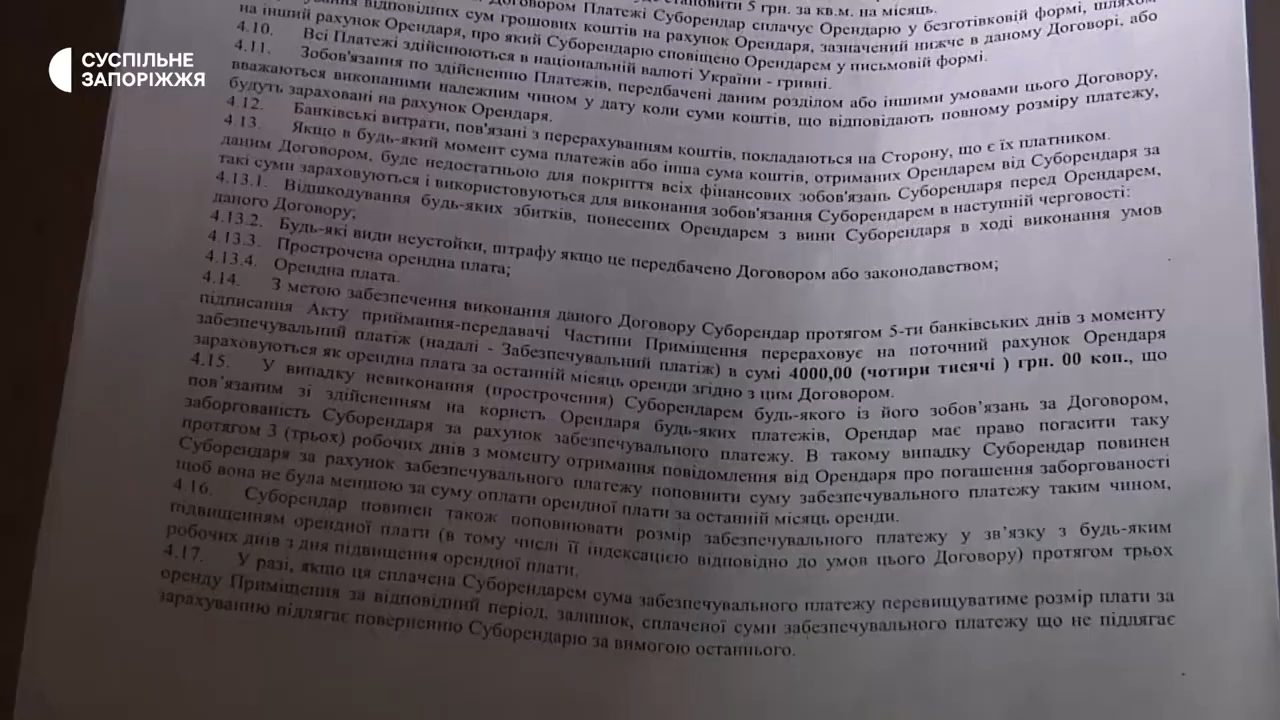 СУСПІЛЬНЕ
ЗАПОРІЖЖЯ
становити 5 грн. за кв.м. на місяць.
Договором Платежі Суборендар сплачує Орендарю у безготівковій формі, шляхом
відповідних сум грошових коштів на рахунок Орендаря, зазначений нижче в даному Договорі, або
на інший рахунок Орендаря, про який Суборендарю сповіщено Орендарем у письмовій формі.
4.10. Всі Платежі здійснюються в національній валюті України - гривні.
4.11. Зобов'язання по здійсненню Платежів, передбачені даним розділом або іншими умовами цього Договору,
вважаються виконаними належним чином у дату коли суми коштів, що відповідають повному розміру платежу,
будуть зараховані на рахунок Орендаря.
4.12. Банківські витрати, пов'язані з перерахуванням коштів, покладаються на Сторону, що є їх платником.
4.13. Якщо в будь-який момент сума платежів або інша сума коштів, отриманих Орендарем від Суборендаря за
даним Договором, буде недостатньою для покриття всіх фінансових зобов'язань Суборендаря перед Орендарем,
такі суми зараховуються і використовуються для виконання зобов'язання Суборендарем в наступній черговості:
4.13.1. Відшкодування будь-яких збитків, понесених Орендарем з вини Суборендаря в ході виконання умов
даного Договору;
4.13.2. Будь-які види неустойки, штрафу якщо це передбачено Договором або законодавством;
4.13.3. Прострочена орендна плата;
4.13.4. Орендна плата.
4.14. З метою забезпечення виконання даного Договору Суборендар протягом 5-ти банківських днів з моменту
підписання Акту приймання-передавачі Частини Приміщення перераховує на поточний рахунок Орендаря
забезпечувальний платіж (надалі - Забезпечувальний платіж) в сумі 4000,00 (чотири тисячі ) грн. 00 коп., що
зараховуються як орендна плата за останній місяць оренди згідно з цим Договором.
4.15. У випадку невиконання (прострочення) Суборендарем будь-якого із його зобов’язань за Договором,
пов’язаним зі здійсненням на користь Орендаря будь-яких платежів, Орендар має право погасити таку
заборгованість Суборендаря за рахунок забезпечувального платежу. В такому випадку Суборендар повинен
протягом 3 (трьох) робочих днів з моменту отримання повідомлення від Орендаря про погашення заборгованості
Суборендаря за рахунок забезпечувального платежу поповнити суму забезпечувального платежу таким чином,
щоб вона не була меншою за суму оплати орендної плати за останній місяць оренди.
4.16. Суборендар повинен також поповнювати розмір забезпечувального платежу у зв’язку з будь-яким
підвищенням орендної плати (в тому числі її індексацією відповідно до умов цього Договору) протягом трьох
робочих днів з дня підвищення орендної плати.
4.17. У разі, якщо ця сплачена Суборендарем сума забезпечувального платежу перевищуватиме розмір плати за
оренду Приміщення за відповідний період, залишок, сплаченої суми забезпечувального платежу що не підлягає
зарахуванню підлягає поверненню Суборендарю за вимогою останнього.